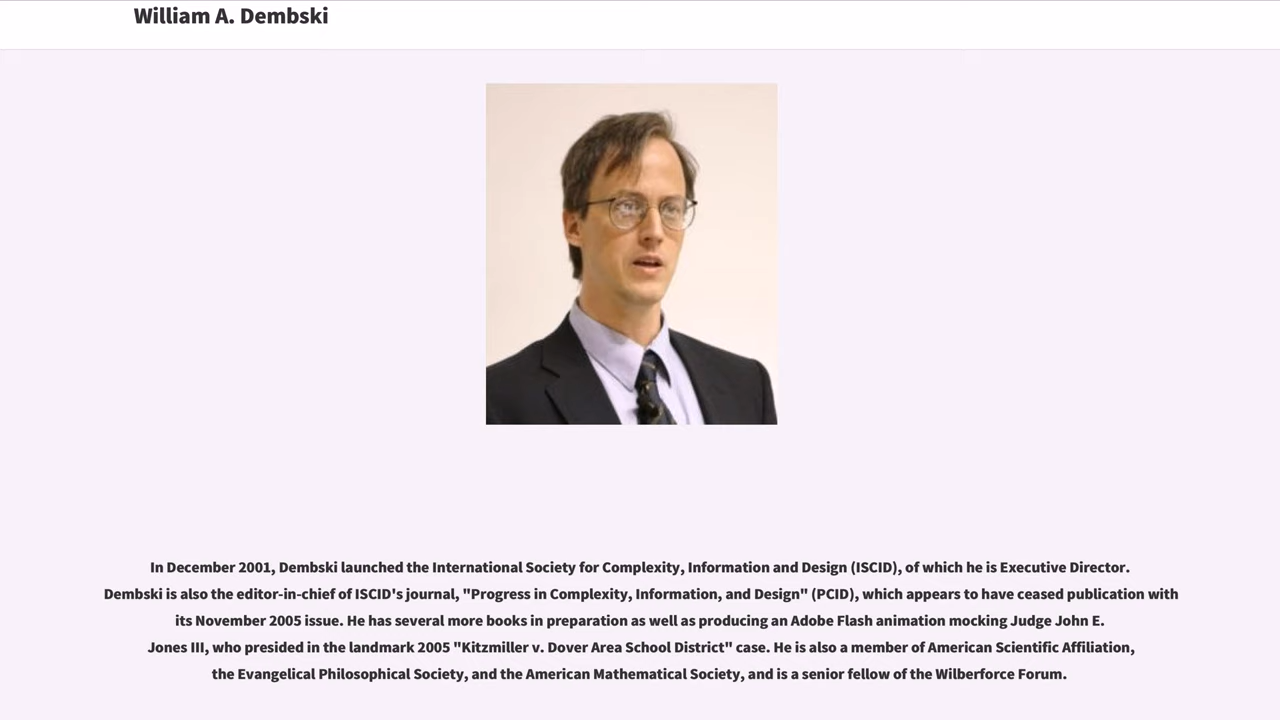 William A. Dembski
In December 2001, Dembski launched the International Society for Complexity, Information and Design (ISCID), of which he is Executive Director.
Dembski is also the editor-in-chief of ISCID's journal, "Progress in Complexity, Information, and Design" (PCID), which appears to have ceased publication with
its November 2005 issue. He has several more books in preparation as well as producing an Adobe Flash animation mocking Judge John E.
Jones III, who presided in the landmark 2005 "Kitzmiller v. Dover Area School District" case. He is also a member of American Scientific Affiliation,
the Evangelical Philosophical Society, and the American Mathematical Society, and is a senior fellow of the Wilberforce Forum.